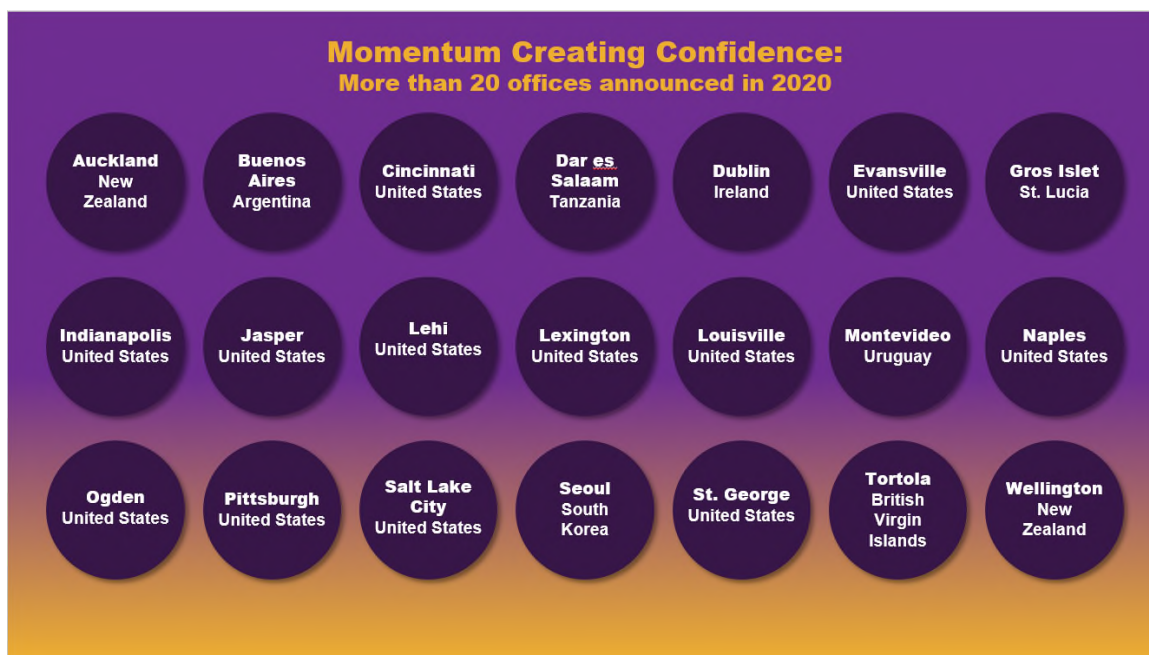 Momentum Creating Confidence:
More than 20 offices announced in 2020
Auckland
New
Zealand
Buenos
Aires
Argentina
Cincinnati
United States
Dar es
Salaam
Tanzania
Dublin
Ireland
Evansville
United States
Gros Islet
St. Lucia
Indianapolis
United States
Jasper
United States
Lehi
United States
Lexington
United States
Louisville
United States
Montevideo
Uruguay
Naples
United States
Ogden
United States
Pittsburgh
United States
Salt Lake
City
United States
Seoul
South
Korea
St. George
United States
Tortola
British
Virgin
Islands
Wellington
New
Zealand